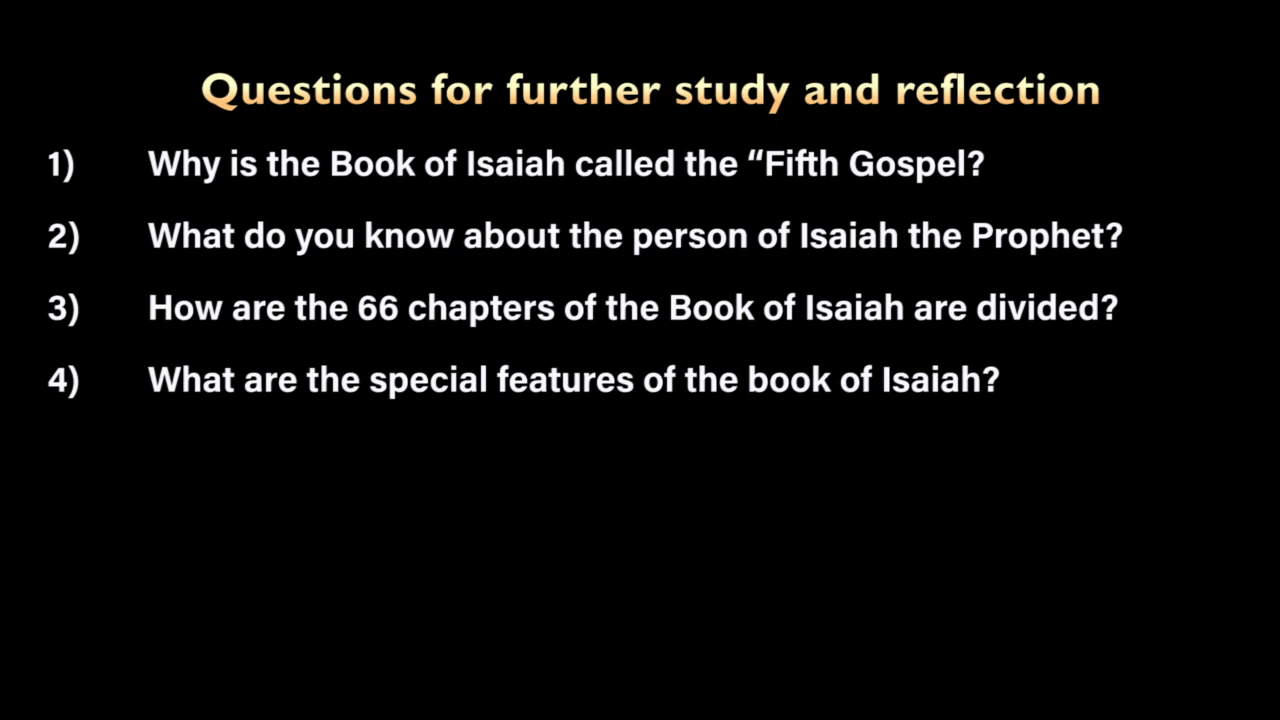 Questions for further study and reflection
1) Why is the Book of Isaiah called the “Fifth Gospel?
2) What do you know about the person of Isaiah the Prophet?
3) How are the 66 chapters of the Book of Isaiah are divided?
4) What are the special features of the book of Isaiah?